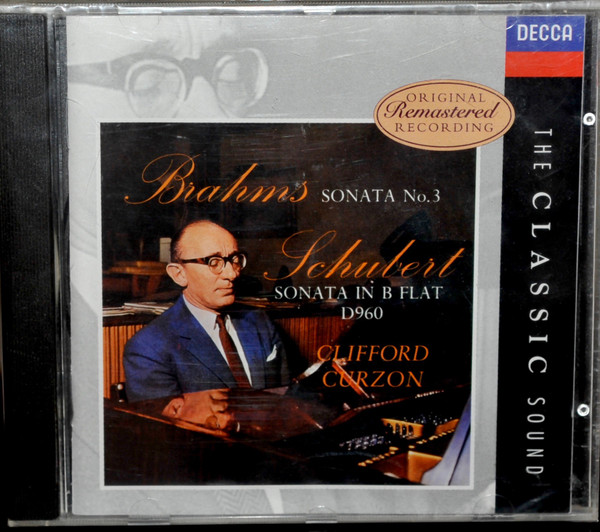 DECCA
ORIGINAL
Remastered
RECORDING
Brahms SONATA No.3
Schubert
SONATA IN B FLAT
D960
CLIFFORD
CURZON
THE CLASSIC SOUND